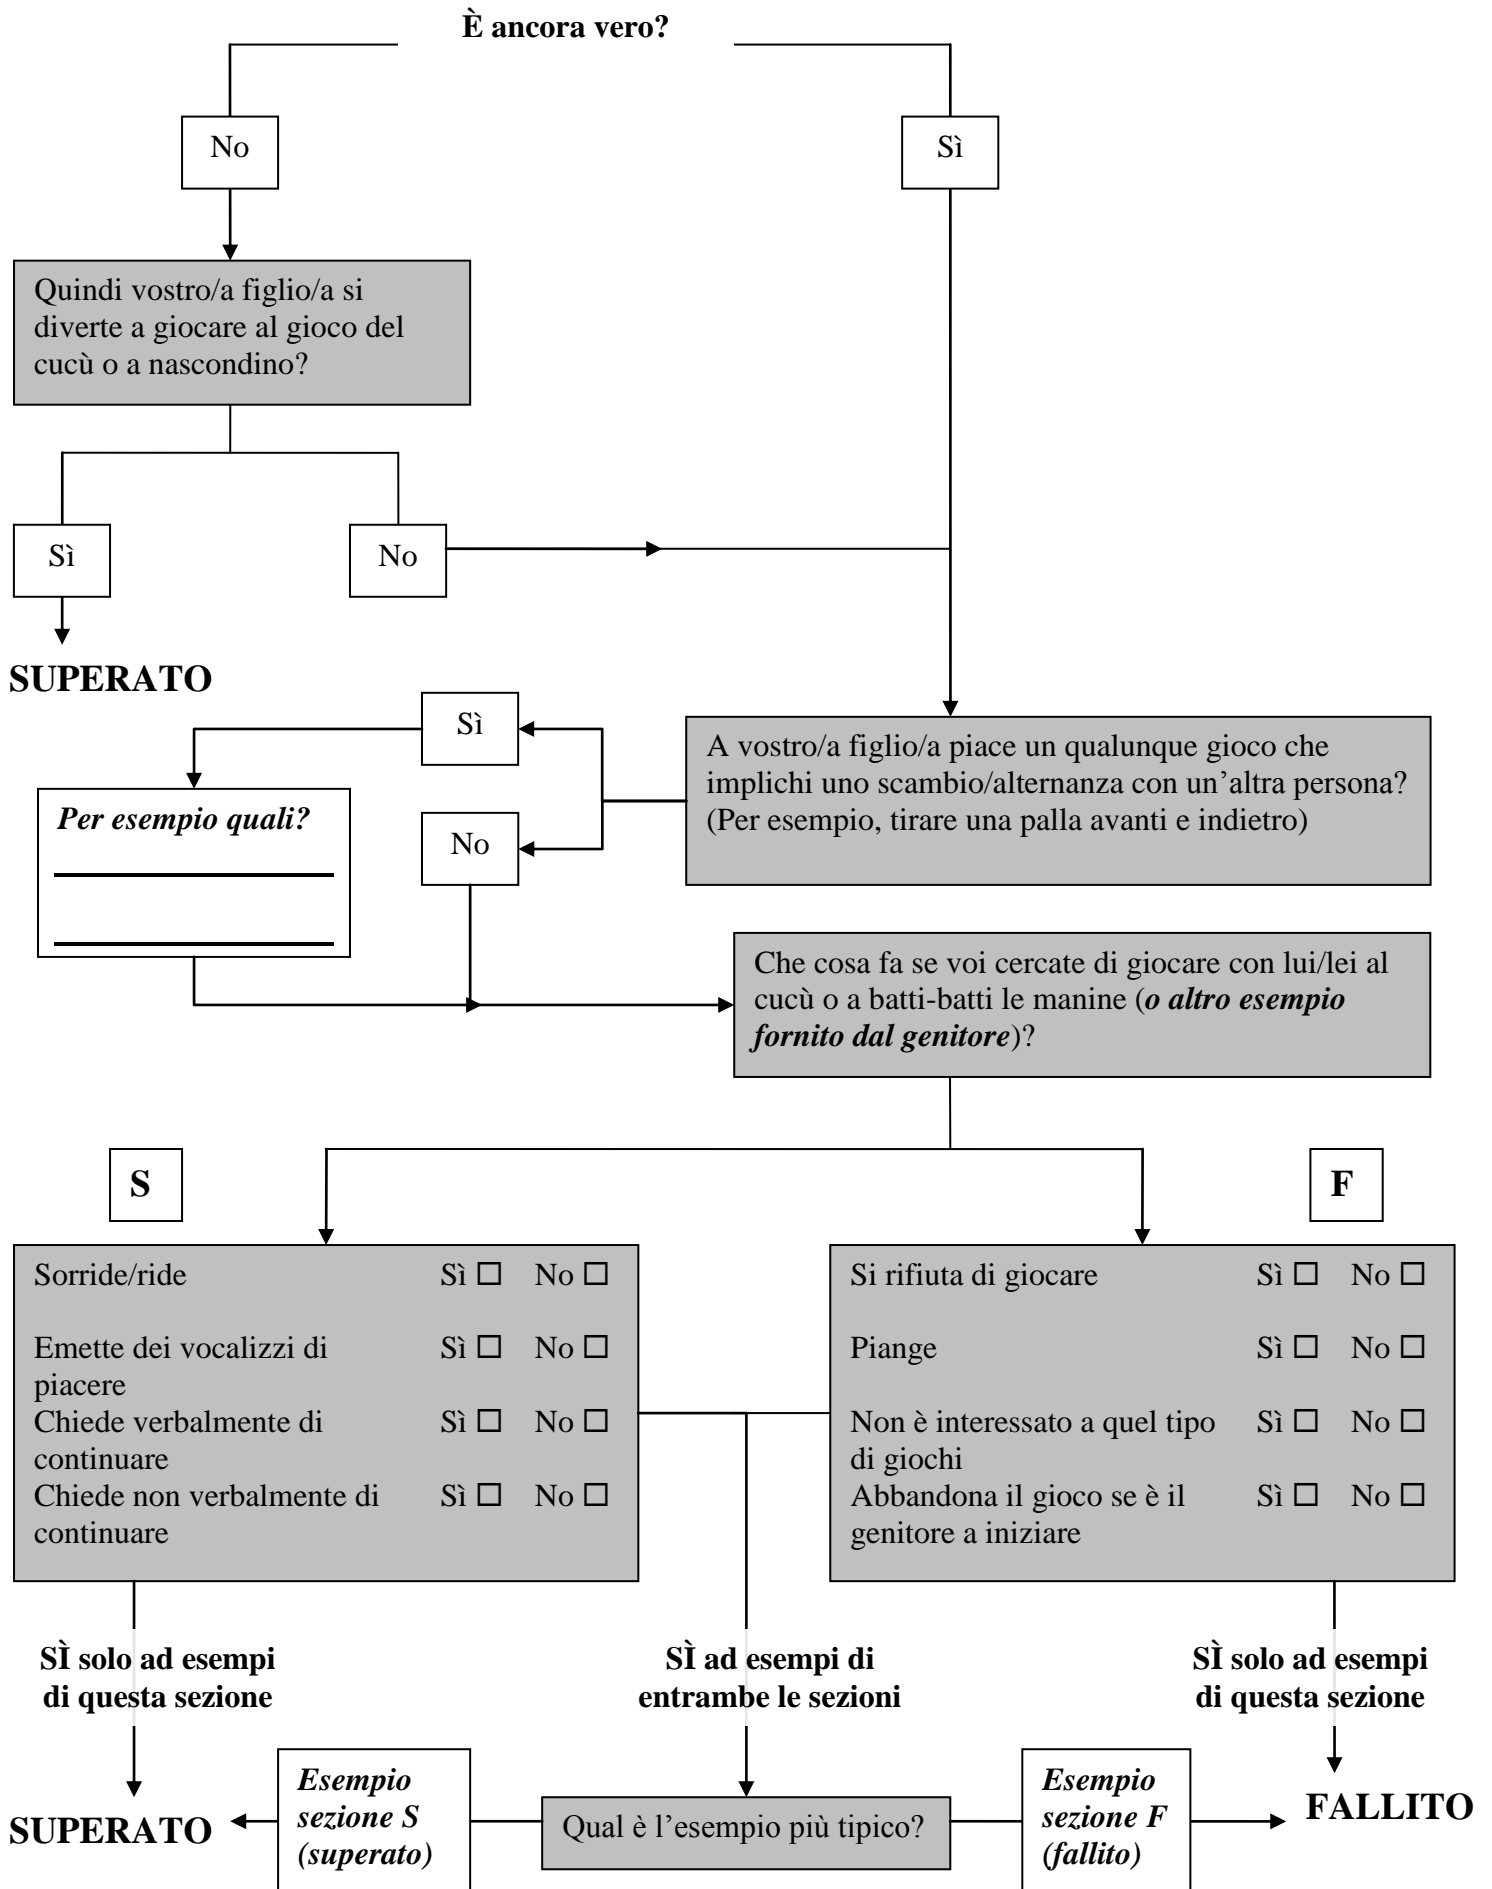 È ancora vero?
No
Sì
Quindi vostro/a figlio/a si
diverte a giocare al gioco del
cucù o a nascondino?
Sì
No
SUPERATO
Sì
A vostro/a figlio/a piace un qualunque gioco che
implichi uno scambio/alternanza con un’altra persona?
(Per esempio, tirare una palla avanti e indietro)
Per esempio quali?
No
Che cosa fa se voi cercate di giocare con lui/lei al
cucù o a batti-batti le manine (o altro esempio
fornito dal genitore)?
S
F
Sorride/ride Sì ☐ No ☐
Emette dei vocalizzi di Sì ☐ No ☐
piacere
Chiede verbalmente di Sì ☐ No ☐
continuare
Chiede non verbalmente di Sì ☐ No ☐
continuare
Si rifiuta di giocare Sì ☐ No ☐
Piange Sì ☐ No ☐
Non è interessato a quel tipo Sì ☐ No ☐
di giochi
Abbandona il gioco se è il Sì ☐ No ☐
genitore a iniziare
SÌ solo ad esempi
di questa sezione
SÌ ad esempi di
entrambe le sezioni
SÌ solo ad esempi
di questa sezione
SUPERATO
Esempio
sezione S
(superato)
Qual è l’esempio più tipico?
Esempio
sezione F
(fallito)
FALLITO